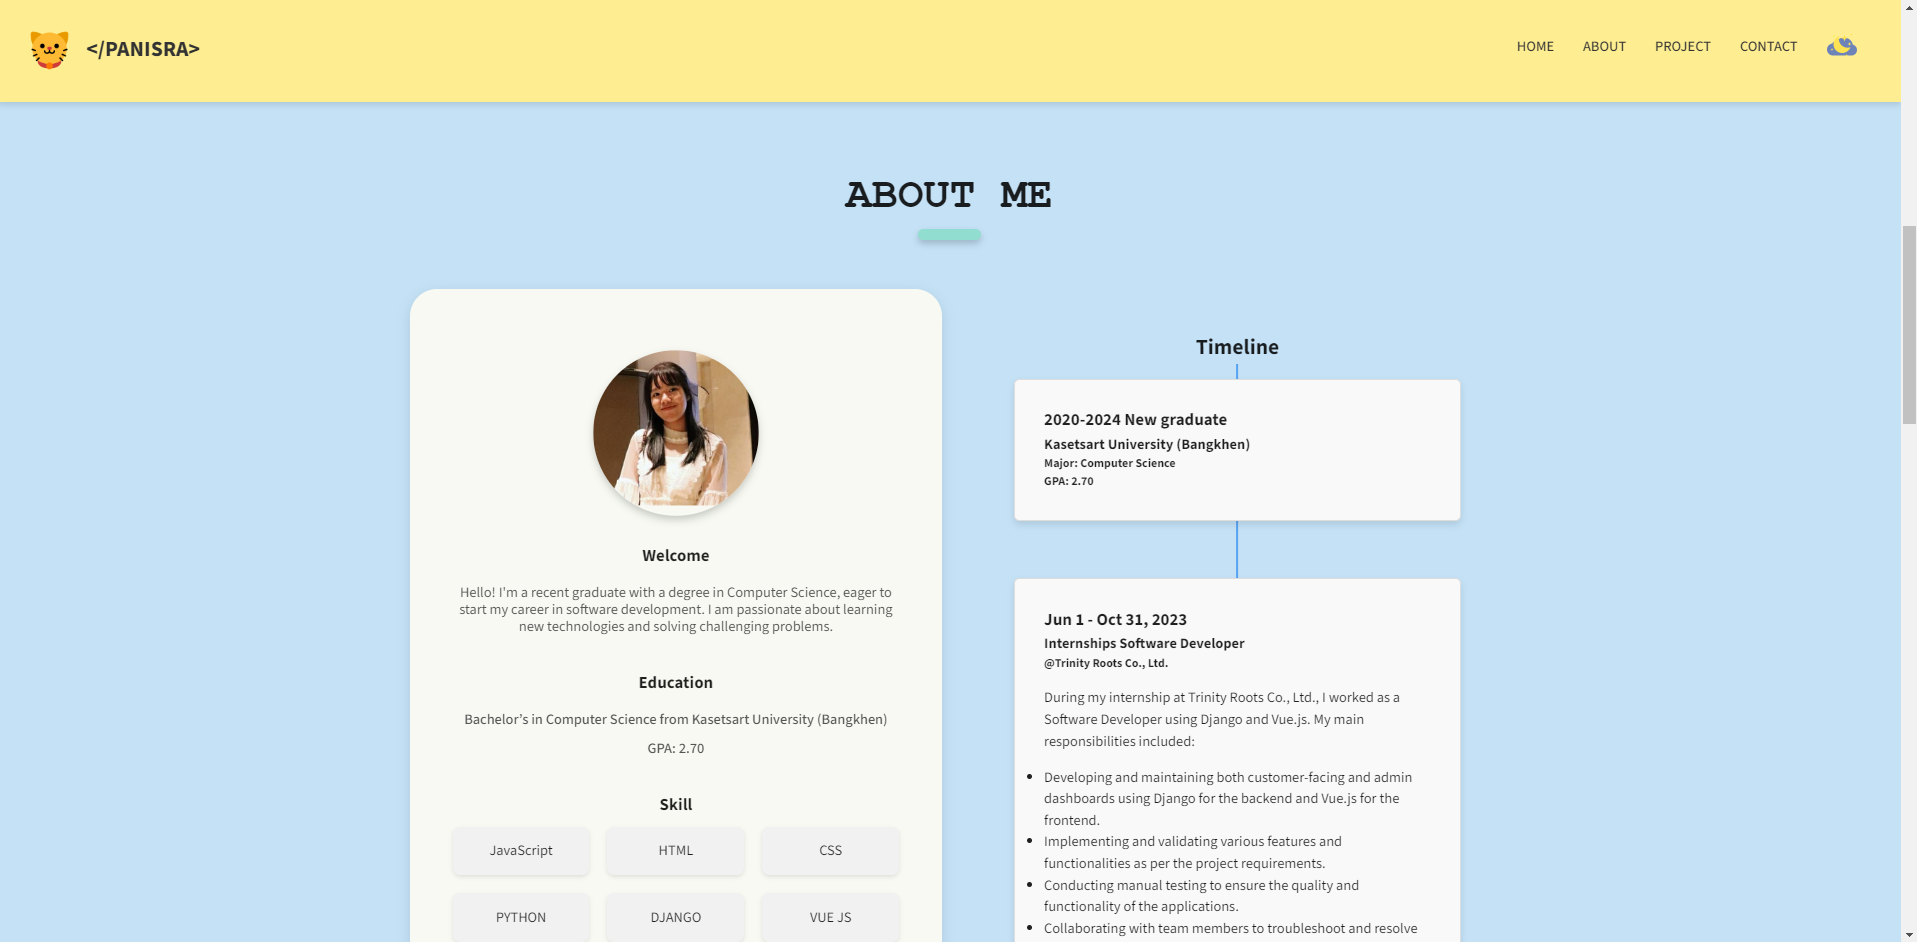 </PANISRA>
HOME
ABOUT
PROJECT
CONTACT
ABOUT ME
Welcome
Hello! I'm a recent graduate with a degree in Computer Science, eager to
start my career in software development. I am passionate about learning
new technologies and solving challenging problems.
Education
Bachelor’s in Computer Science from Kasetsart University (Bangkhen)
GPA: 2.70
Skill
JavaScript
HTML
CSS
PYTHON
DJANGO
VUE JS
Timeline
2020-2024 New graduate
Kasetsart University (Bangkhen)
Major: Computer Science
GPA: 2.70
Jun 1 - Oct 31, 2023
Internships Software Developer
@Trinity Roots Co., Ltd.
During my internship at Trinity Roots Co., Ltd., I worked as a
Software Developer using Django and Vue.js. My main
responsibilities included:
Developing and maintaining both customer-facing and admin
dashboards using Django for the backend and Vue.js for the
frontend.
Implementing and validating various features and
functionalities as per the project requirements.
Conducting manual testing to ensure the quality and
functionality of the applications.
Collaborating with team members to troubleshoot and resolve